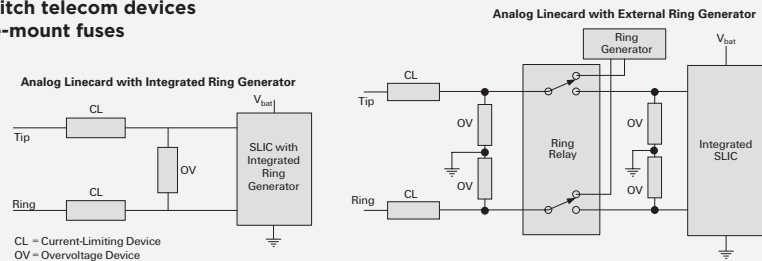 itch telecom devices
e-mount fuses
Analog Linecard with Integrated Ring Generator
CL
Vbat
Tip
OV
SLIC with
Integrated
Ring
Generator
CL
Ring
CL = Current-Limiting Device
OV = Overvoltage Device
Analog Linecard with External Ring Generator
Ring
Generator
Vbat
CL
Tip
OV
OV
Ring
Relay
Integrated
SLIC
OV
OV
CL
Ring